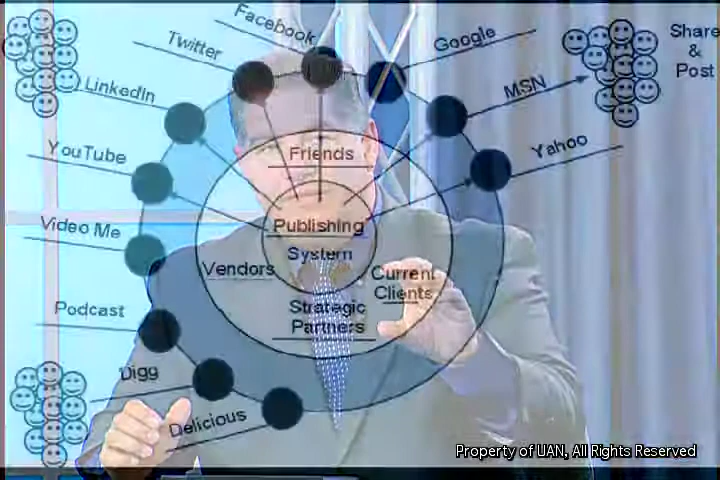 Facebook
Twitter
Google
Share
&
Post
LinkedIn
MSN
YouTube
Friends
Yahoo
Video Me
Publishing
System
Vendors
Current
Clients
Podcast
Strategic
Partners
Digg
Delicious
Property of UAN, All Rights Reserved